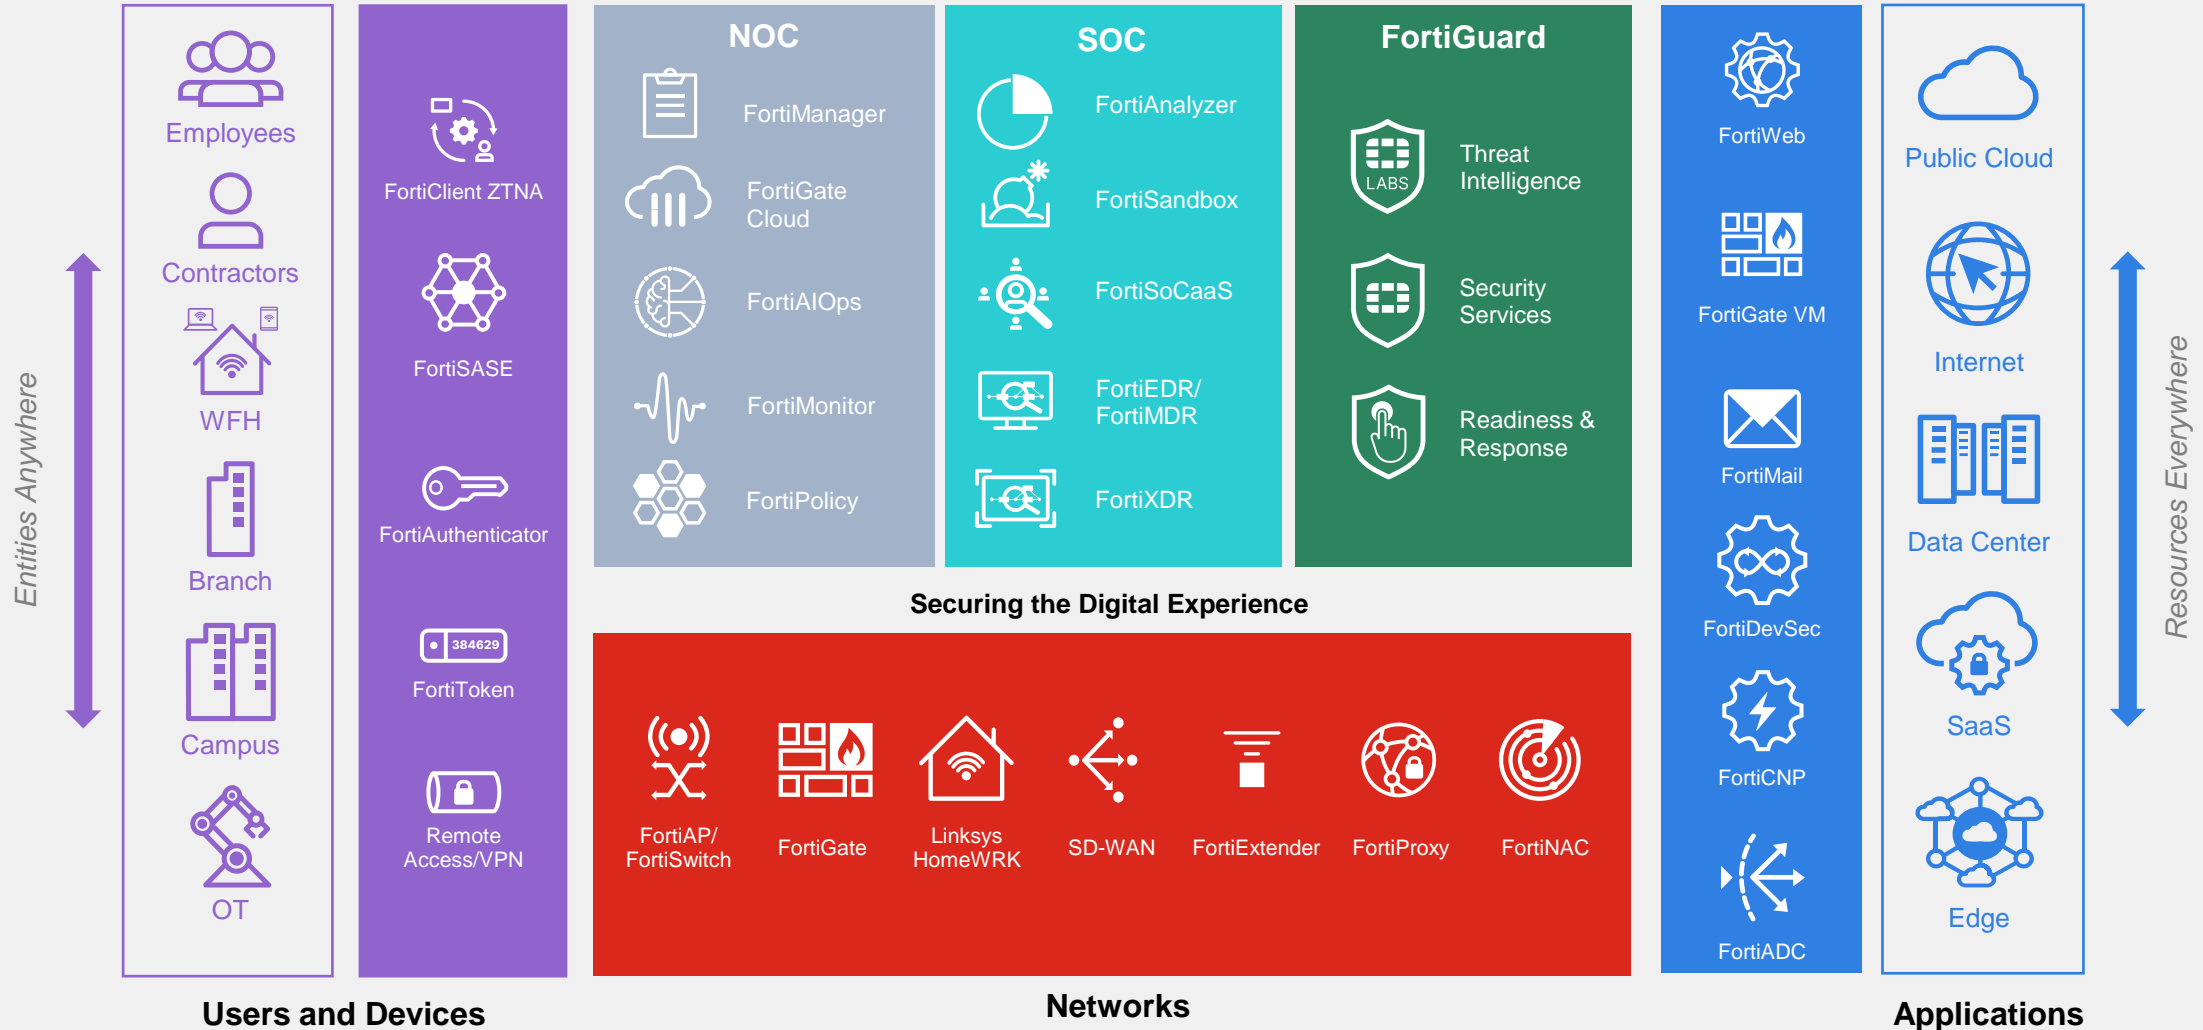 Entities Anywhere
Employees
Contractors
WFH
Branch
Campus
OT
FortiClient ZTNA
FortiSASE
FortiAuthenticator
384629
FortiToken
Remote
Access/VPN
Users and Devices
NOC
FortiManager
FortiGate
Cloud
FortiAIOps
FortiMonitor
FortiPolicy
SOC
FortiAnalyzer
FortiSandbox
FortiSoCaaS
FortiEDR/
FortiMDR
FortiXDR
FortiGuard
LABS
Threat
Intelligence
Security
Services
Readiness &
Response
Securing the Digital Experience
FortiAP/
FortiSwitch
FortiGate
Linksys
HomeWRK
SD-WAN
FortiExtender
FortiProxy
FortiNAC
Networks
FortiWeb
FortiGate VM
FortiMail
FortiDevSec
FortiCNP
FortiADC
Public Cloud
Internet
Data Center
SaaS
Edge
Applications
Resources Everywhere